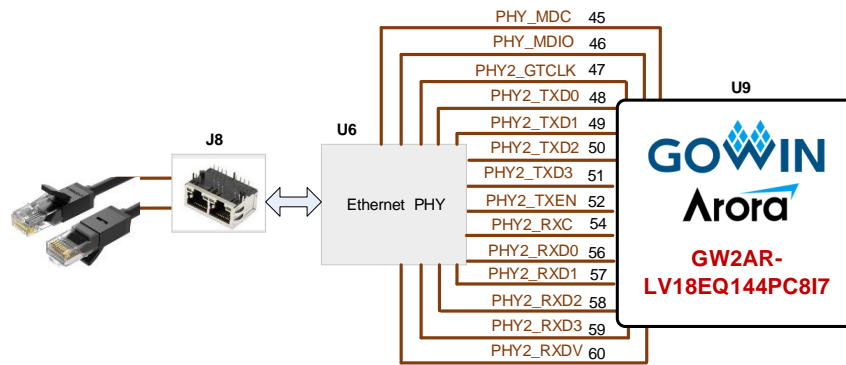 PHY_MDC 45
PHY_MDIO 46
PHY2_GTCLK 47
U9
PHY2_TXD0 48
PHY2_TXD1 49
U6
J8
PHY2_TXD2 50
GOWIN
PHY2_TXD3 51
Arora
Ethernet PHY
PHY2_TXEN 52
PHY2_RXC 54
PHY2_RXD0 56
GW2AR-
PHY2_RXD1 57
LV18EQ144PC8I7
PHY2_RXD2 58
PHY2_RXD3 59
PHY2_RXDV 60